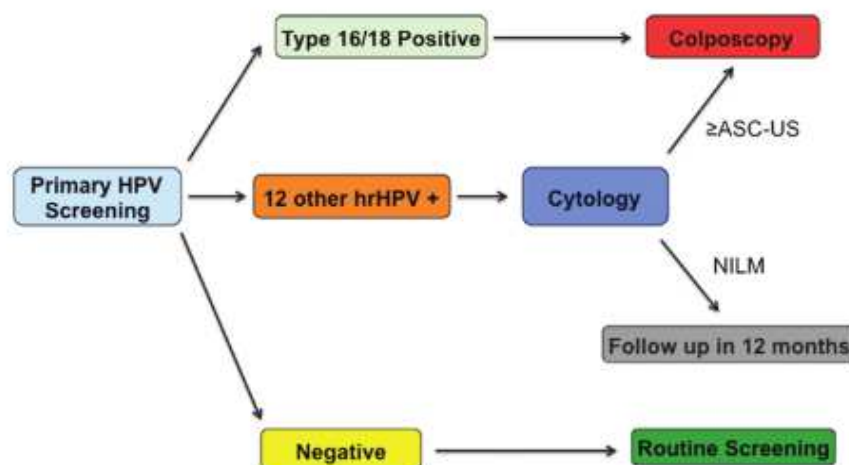 Type 16/18 Positive
Colposcopy
≥ASC-US
Primary HPV
Screening
12 other hrHPV +
Cytology
NILM
Follow up in 12 months
Negative
Routine Screening